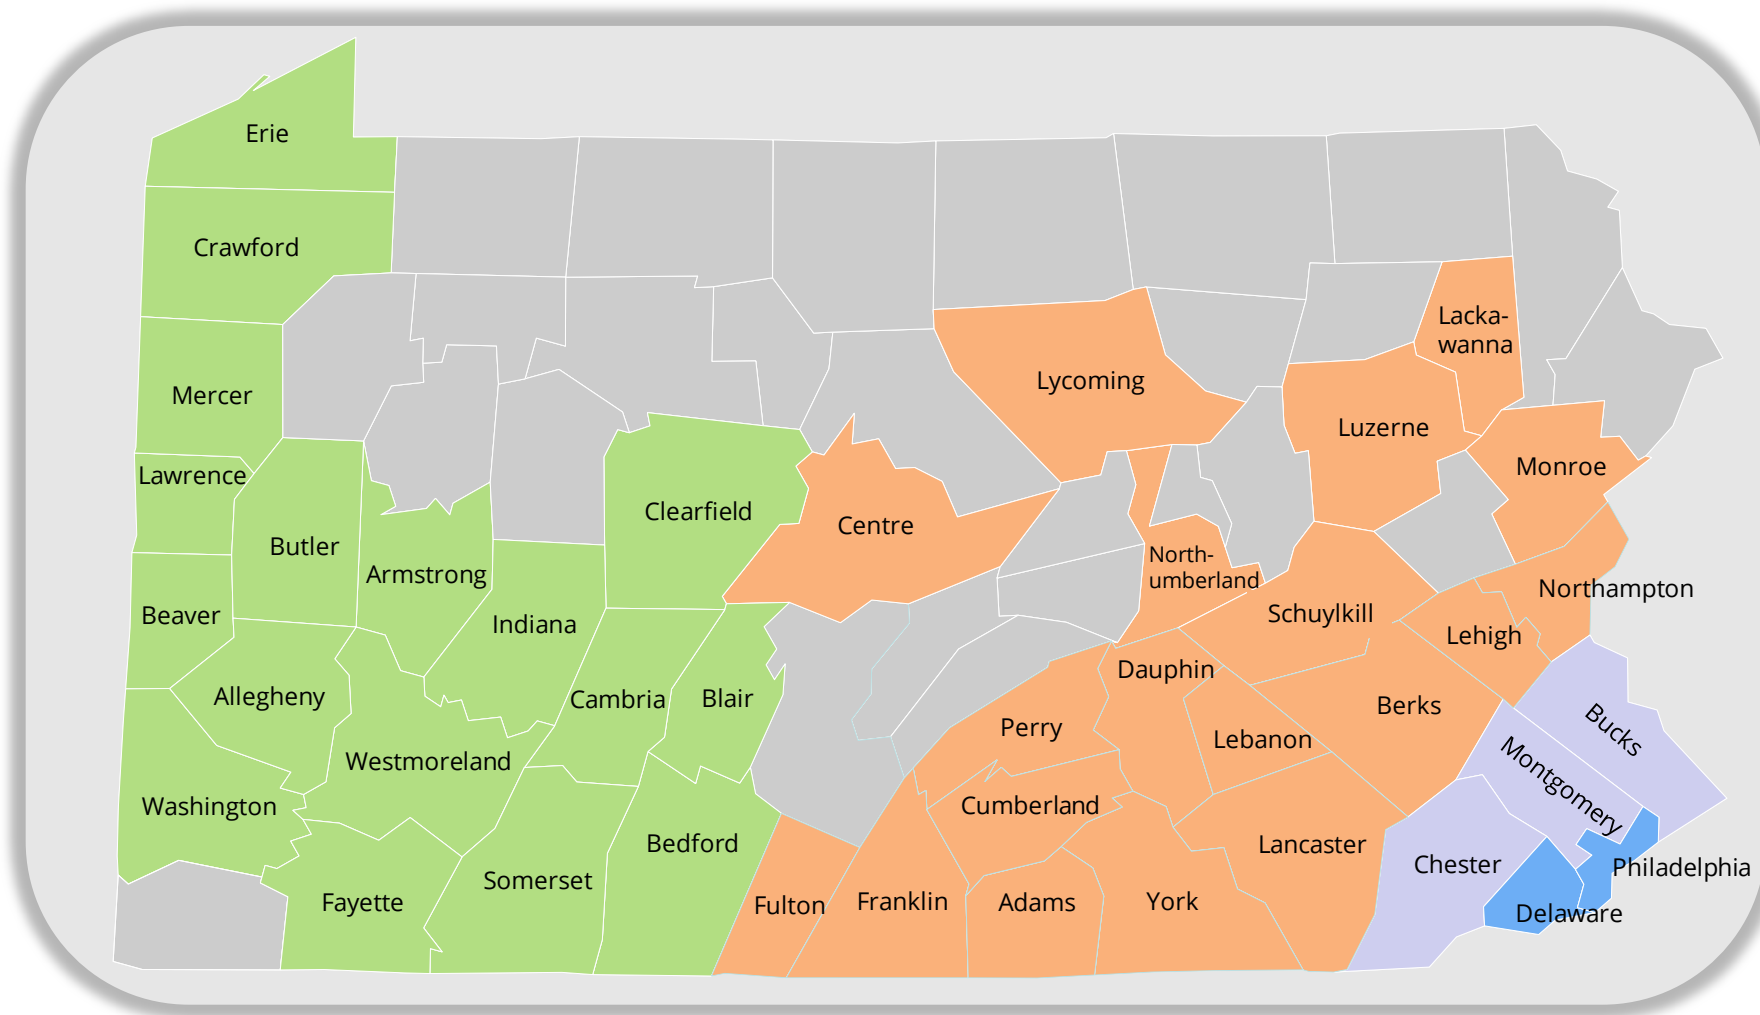 Erie
Crawford
Lacka-
wanna
Lycoming
Mercer
Luzerne
Monroe
Lawrence
Clearfield
Centre
Butler
North-
umberland
Armstrong
Northampton
Beaver
Indiana
Schuylkill
Lehigh
Dauphin
Allegheny
Cambria
Blair
Berks
Perry
Bucks
Lebanon
Westmoreland
Montgomery
Washington
Cumberland
Bedford
Lancaster
Chester
Philadelphia
Somerset
Fayette
Fulton
Franklin
Adams
York
Delaware